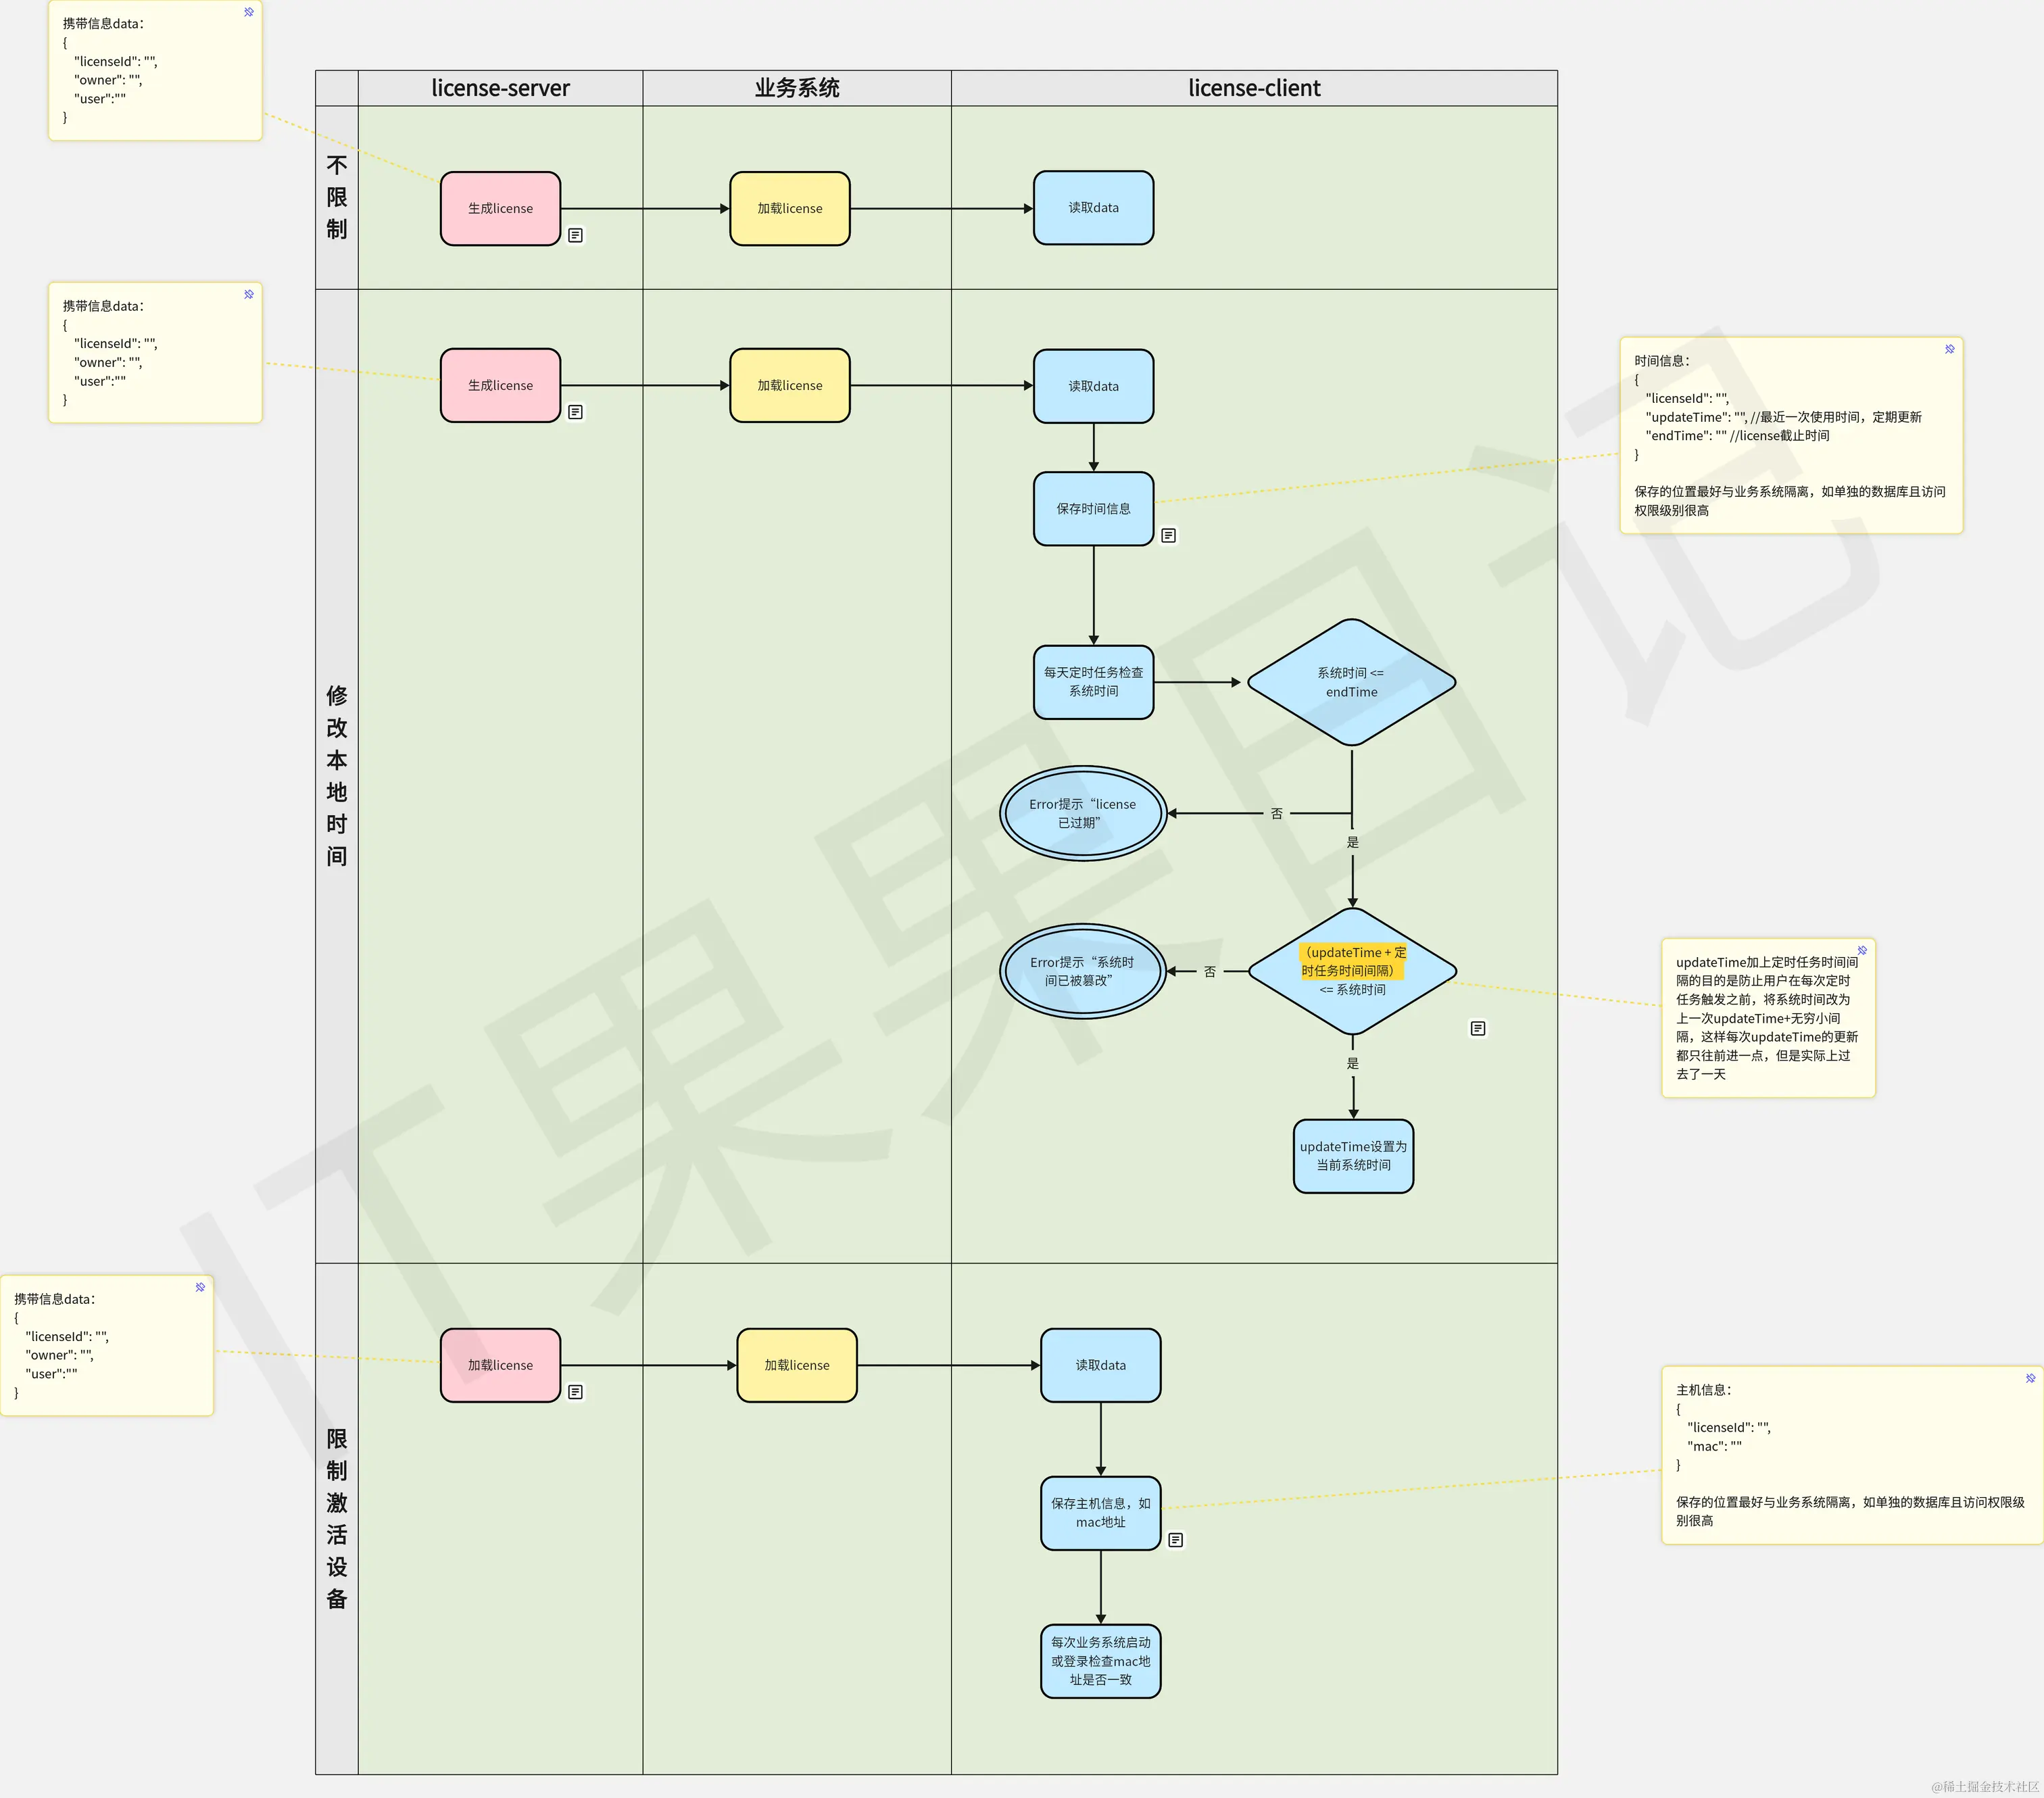 携带信息data：
{
"licenseId": "",
"owner": "",
"user":""
}
license-server
业务系统
license-client
不
限
制
生成license
加载license
读取data
携带信息data：
{
"licenseId": "",
"owner": "",
"user":""
}
修
改
本
地
时
间
生成license
加载license
读取data
时间信息：
{
"licenseId": "",
"updateTime": "", //最近一次使用时间，定期更新
"endTime": "" //license截止时间
}
保存的位置最好与业务系统隔离，如单独的数据库且访问
权限级别很高
保存时间信息
每天定时任务检查
系统时间
系统时间 <=
endTime
Error提示“license
已过期”
否
是
Error提示“系统时
间已被篡改”
否
（updateTime + 定
时任务时间间隔）
<= 系统时间
updateTime加上定时任务时间间
隔的目的是防止用户在每次定时
任务触发之前，将系统时间改为
上一次updateTime+无穷小间
隔，这样每次updateTime的更新
都只往前进一点，但是实际上过
去了一天
是
updateTime设置为
当前系统时间
携带信息data：
{
"licenseId": "",
"owner": "",
"user":""
}
限
制
激
活
设
备
加载license
加载license
读取data
主机信息：
{
"licenseId": "",
"mac": ""
}
保存的位置最好与业务系统隔离，如单独的数据库且访问权限级
别很高
保存主机信息，如
mac地址
每次业务系统启动
或登录检查mac地
址是否一致
IT果果日记
@稀土掘金技术社区